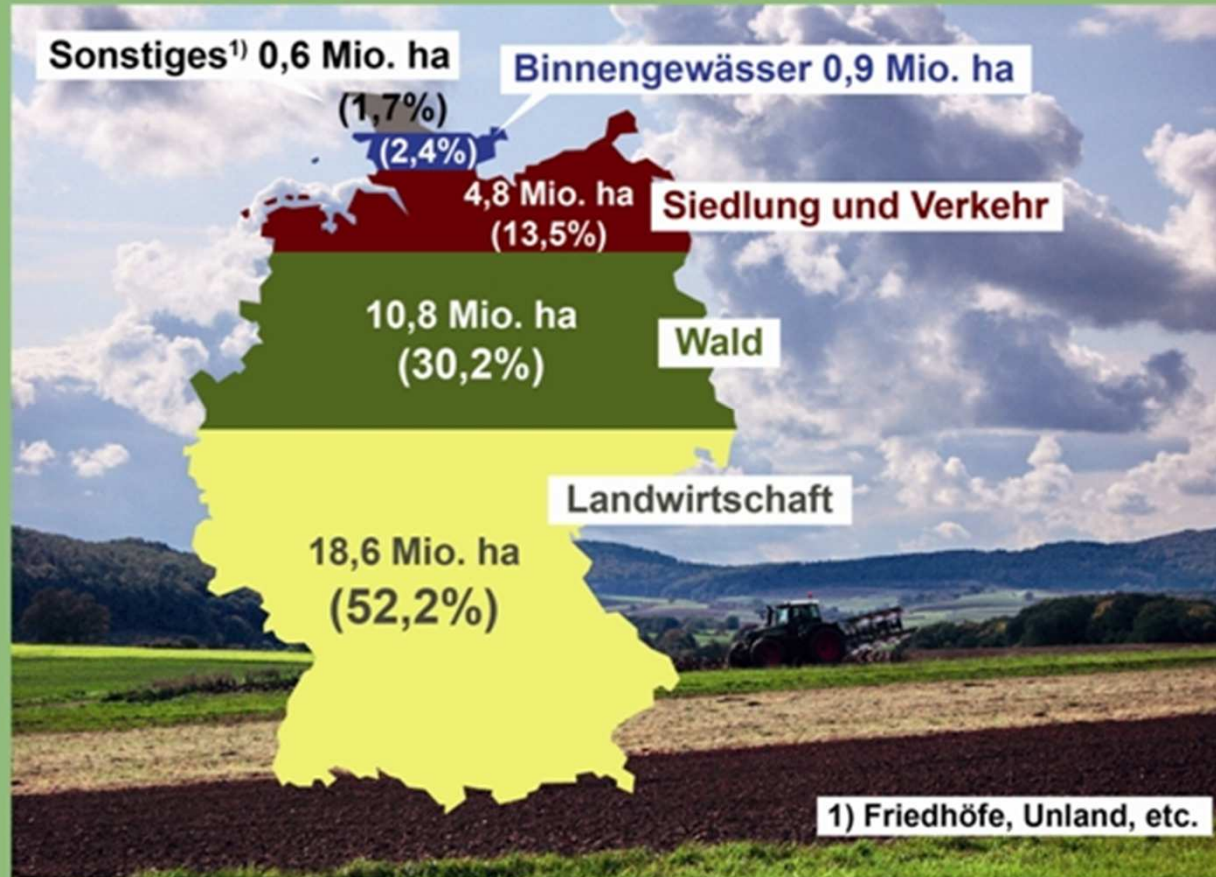 Sonstiges¹⁾ 0,6 Mio. ha
(1,7%)
Binnengewässer 0,9 Mio. ha
(2,4%)
4,8 Mio. ha
(13,5%)
Siedlung und Verkehr
10,8 Mio. ha
(30,2%)
Wald
Landwirtschaft
18,6 Mio. ha
(52,2%)
1) Friedhöfe, Unland, etc.